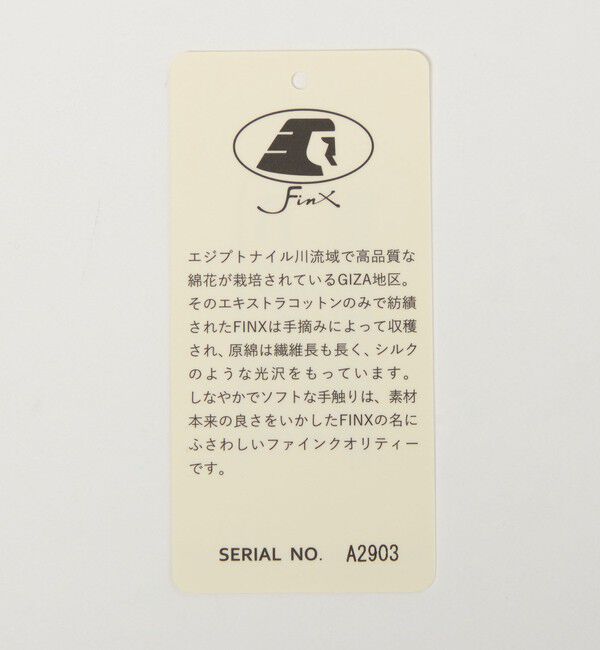 FinX
エジプトナイル川流域で高品質な
綿花が栽培されているGIZA地区。
そのエキストラコットンのみで紡績
されたFINXは手摘みによって収穫
され、原綿は繊維長も長く、シルク
のような光沢をもっています。
しなやかでソフトな手触りは、素材
本来の良さをいかしたFINXの名に
ふさわしいファインクオリティー
です。
SERIAL NO. A2903